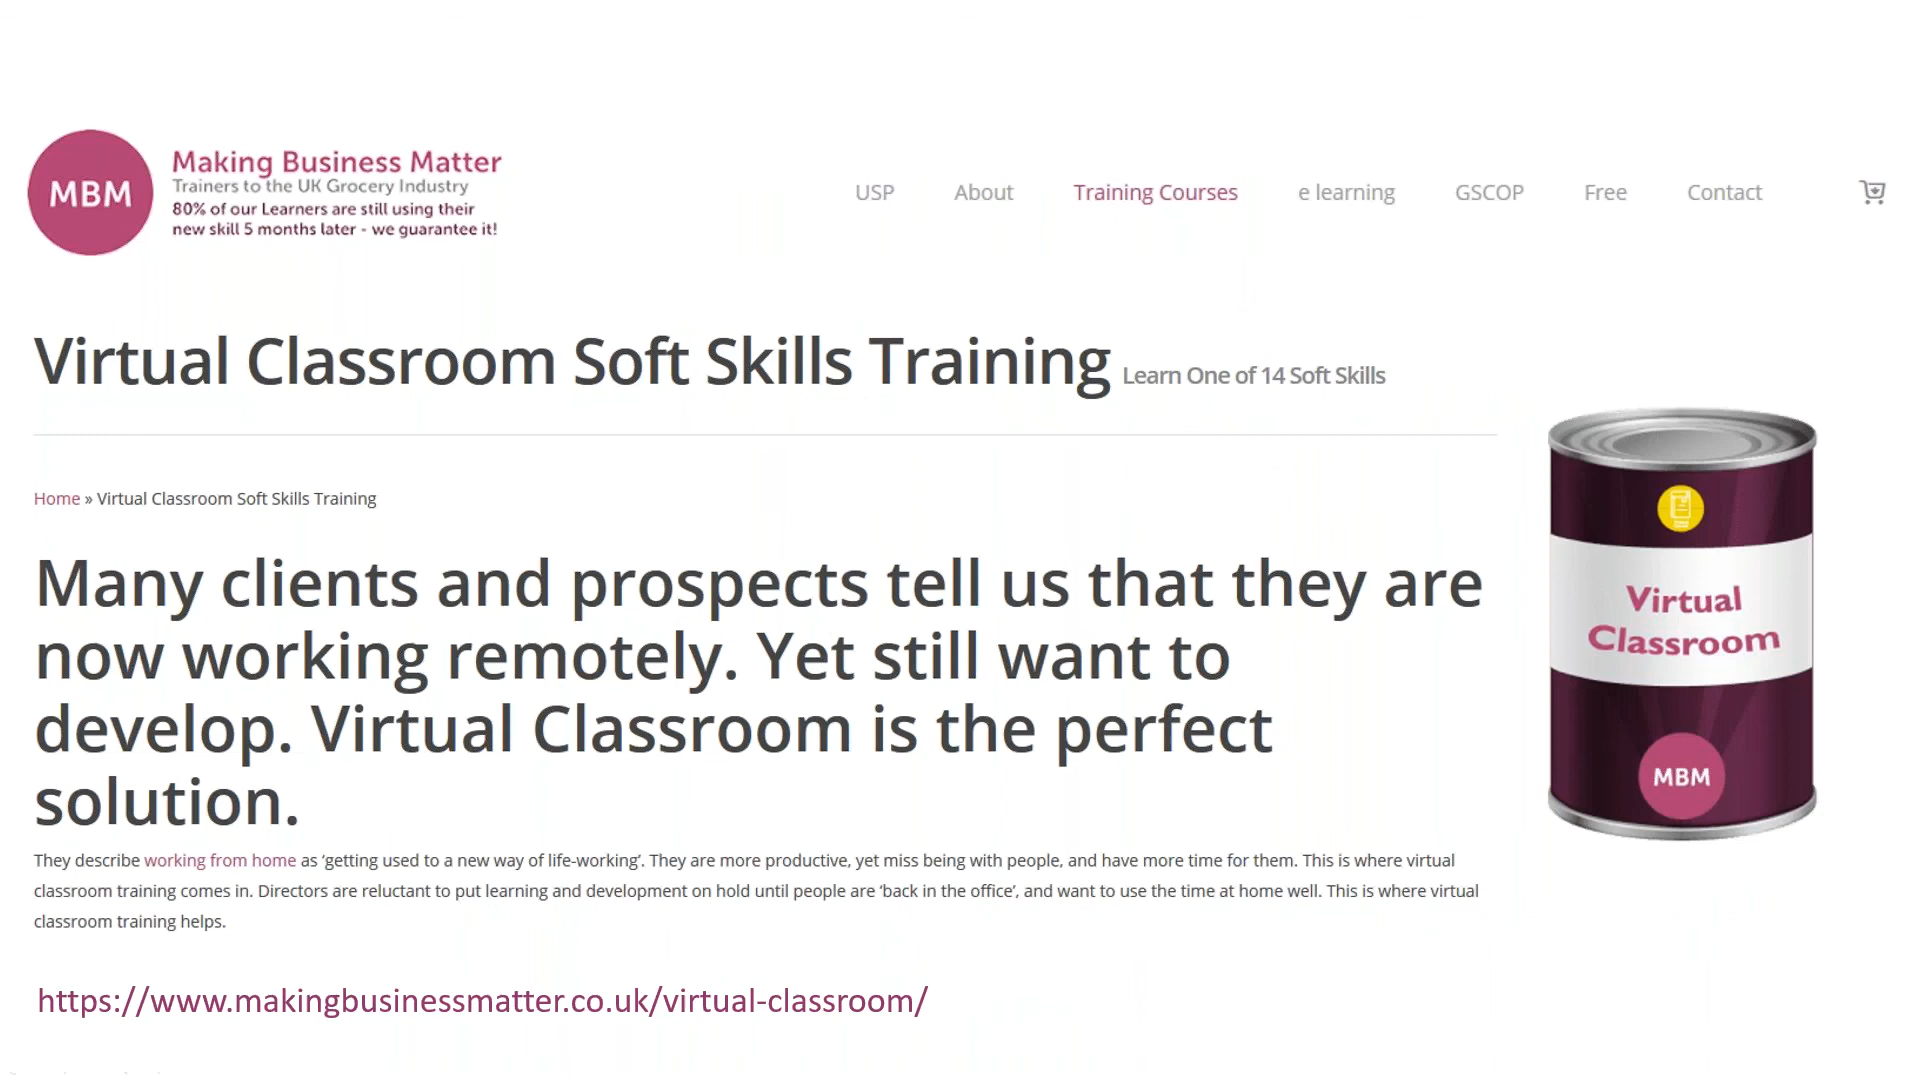 MBM
Making Business Matter
Trainers to the UK Grocery Industry
80% of our Learners are still using their
new skill 5 months later - we guarantee it!
USP About Training Courses e learning GSCOP Free Contact
Virtual Classroom Soft Skills Training Learn One of 14 Soft Skills
Home » Virtual Classroom Soft Skills Training
Many clients and prospects tell us that they are
now working remotely. Yet still want to
develop. Virtual Classroom is the perfect
solution.
They describe working from home as ‘getting used to a new way of life-working’. They are more productive, yet miss being with people, and have more time for them. This is where virtual
classroom training comes in. Directors are reluctant to put learning and development on hold until people are ‘back in the office’, and want to use the time at home well. This is where virtual
classroom training helps.
Virtual
Classroom
MBM
https://www.makingbusinessmatter.co.uk/virtual-classroom/